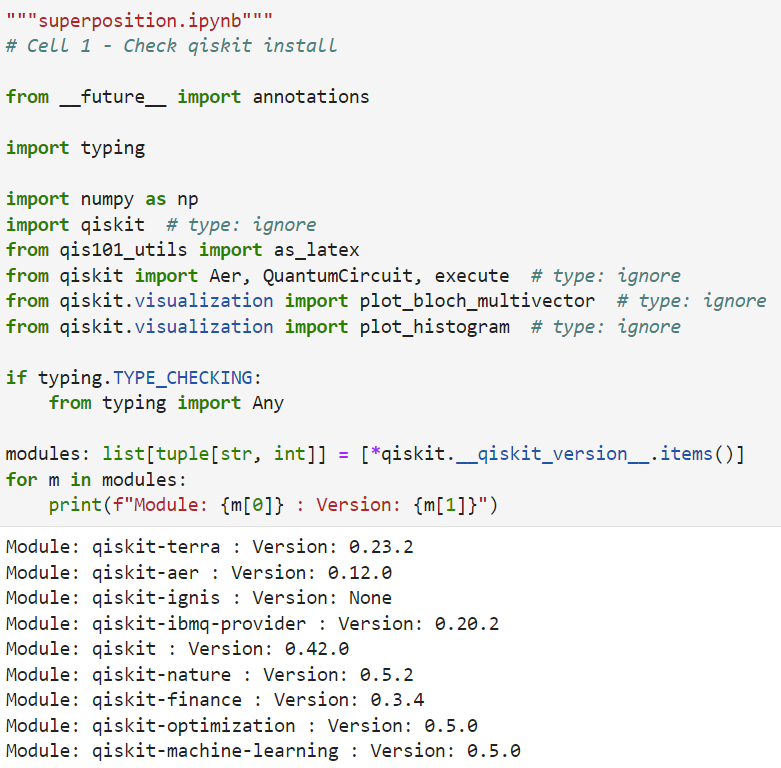 """superposition.ipynb"""
# Cell 1 - Check qiskit install

from __future__ import annotations

import typing

import numpy as np
import qiskit  # type: ignore
from qis101_utils import as_latex
from qiskit import Aer, QuantumCircuit, execute  # type: ignore
from qiskit.visualization import plot_bloch_multivector  # type: ignore
from qiskit.visualization import plot_histogram  # type: ignore

if typing.TYPE_CHECKING:
    from typing import Any

modules: list[tuple[str, int]] = [*qiskit.__qiskit_version__.items()]
for m in modules:
    print(f"Module: {m[0]} : Version: {m[1]}")
Module: qiskit-terra : Version: 0.23.2
Module: qiskit-aer : Version: 0.12.0
Module: qiskit-ignis : Version: None
Module: qiskit-ibmq-provider : Version: 0.20.2
Module: qiskit : Version: 0.42.0
Module: qiskit-nature : Version: 0.5.2
Module: qiskit-finance : Version: 0.3.4
Module: qiskit-optimization : Version: 0.5.0
Module: qiskit-machine-learning : Version: 0.5.0